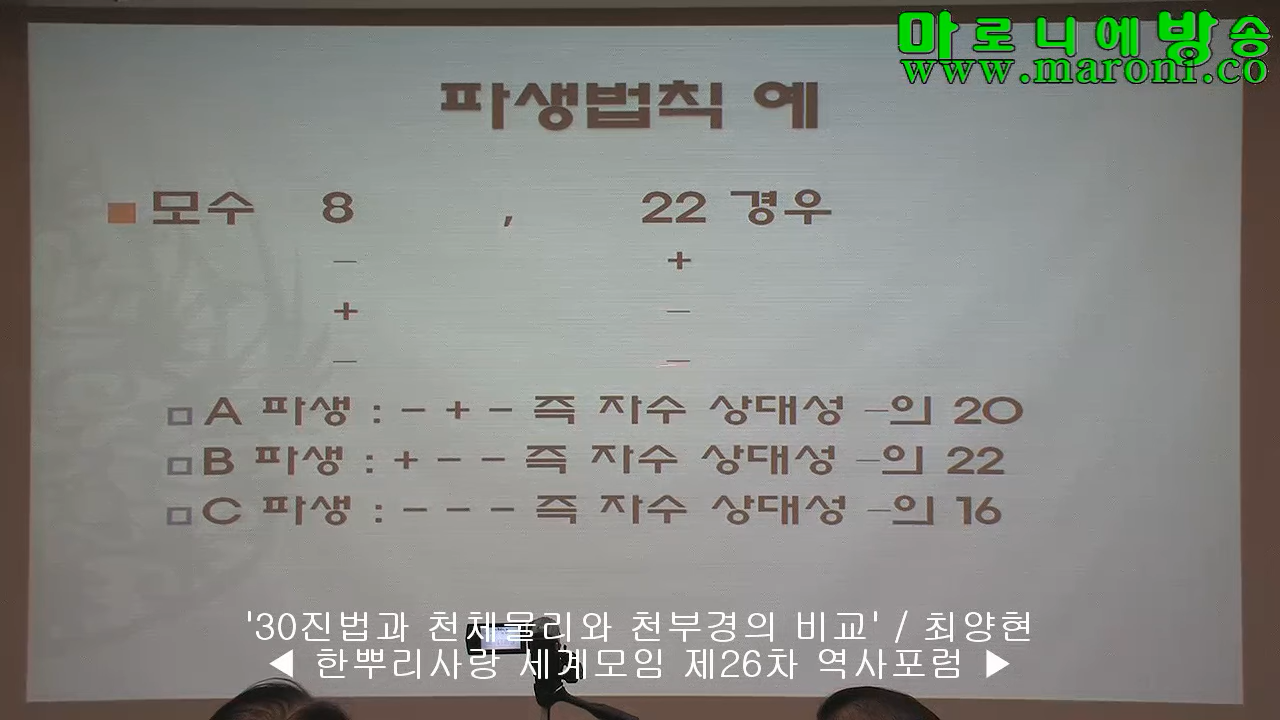 마로니에방송
www.maroni.co
파생법칙 예
■ 모수 8 , 22 경우
– +
+ –
– –
□ A 파생 : – + – 즉 자수 상대성 –의 20
□ B 파생 : + – – 즉 자수 상대성 –의 22
□ C 파생 : – – – 즉 자수 상대성 –의 16
'30진법과 천체물리와 천부경의 비교' / 최양현
◀ 한뿌리사랑 세계모임 제26차 역사포럼 ▶